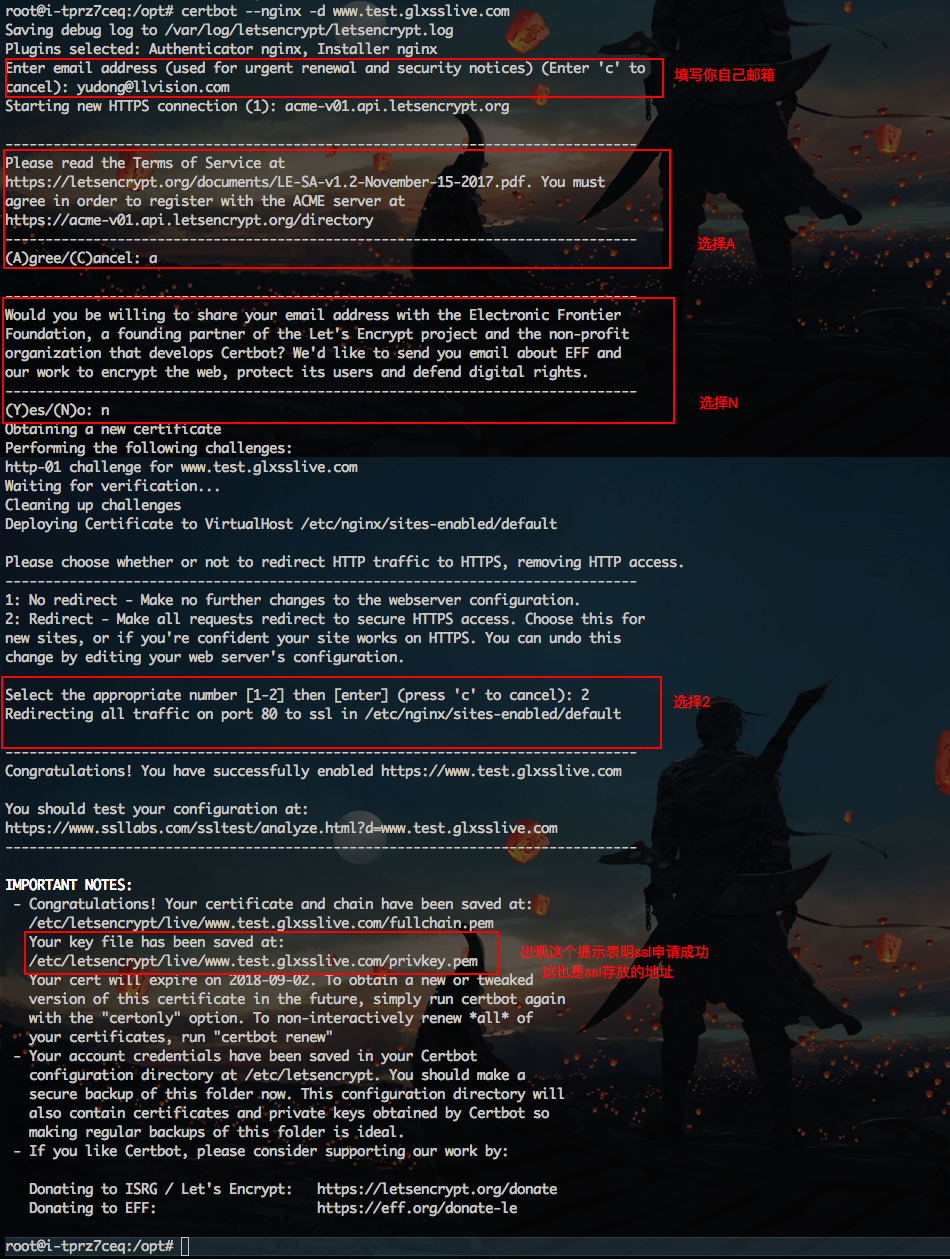 root@i-tprz7ceq:/opt# certbot --nginx -d www.test.glxsslive.com
Saving debug log to /var/log/letsencrypt/letsencrypt.log
Plugins selected: Authenticator nginx, Installer nginx
Enter email address (used for urgent renewal and security notices) (Enter 'c' to
填写你自己邮箱
cancel): yudong@llvision.com
Starting new HTTPS connection (1): acme-v01.api.letsencrypt.org
-------------------------------------------------------------------------------
Please read the Terms of Service at
https://letsencrypt.org/documents/LE-SA-v1.2-November-15-2017.pdf. You must
agree in order to register with the ACME server at
https://acme-v01.api.letsencrypt.org/directory
-------------------------------------------------------------------------------
选择A
(A)gree/(C)ancel: a
-------------------------------------------------------------------------------
Would you be willing to share your email address with the Electronic Frontier
Foundation, a founding partner of the Let's Encrypt project and the non-profit
organization that develops Certbot? We'd like to send you email about EFF and
our work to encrypt the web, protect its users and defend digital rights.
-------------------------------------------------------------------------------
选择N
(Y)es/(N)o: n
Obtaining a new certificate
Performing the following challenges:
http-01 challenge for www.test.glxsslive.com
Waiting for verification...
Cleaning up challenges
Deploying Certificate to VirtualHost /etc/nginx/sites-enabled/default
Please choose whether or not to redirect HTTP traffic to HTTPS, removing HTTP access.
-------------------------------------------------------------------------------
1: No redirect - Make no further changes to the webserver configuration.
2: Redirect - Make all requests redirect to secure HTTPS access. Choose this for
new sites, or if you're confident your site works on HTTPS. You can undo this
change by editing your web server's configuration.
Select the appropriate number [1-2] then [enter] (press 'c' to cancel): 2
选择2
Redirecting all traffic on port 80 to ssl in /etc/nginx/sites-enabled/default
-------------------------------------------------------------------------------
Congratulations! You have successfully enabled https://www.test.glxsslive.com
You should test your configuration at:
https://www.ssllabs.com/ssltest/analyze.html?d=www.test.glxsslive.com
-------------------------------------------------------------------------------
IMPORTANT NOTES:
- Congratulations! Your certificate and chain have been saved at:
/etc/letsencrypt/live/www.test.glxsslive.com/fullchain.pem
Your key file has been saved at:
出现这个提示表明ssl申请成功
/etc/letsencrypt/live/www.test.glxsslive.com/privkey.pem
这也是ssl存放的地址
Your cert will expire on 2018-09-02. To obtain a new or tweaked
version of this certificate in the future, simply run certbot again
with the "certonly" option. To non-interactively renew *all* of
your certificates, run "certbot renew"
- Your account credentials have been saved in your Certbot
configuration directory at /etc/letsencrypt. You should make a
secure backup of this folder now. This configuration directory will
also contain certificates and private keys obtained by Certbot so
making regular backups of this folder is ideal.
- If you like Certbot, please consider supporting our work by:
Donating to ISRG / Let's Encrypt:   https://letsencrypt.org/donate
Donating to EFF:                    https://eff.org/donate-le
root@i-tprz7ceq:/opt#